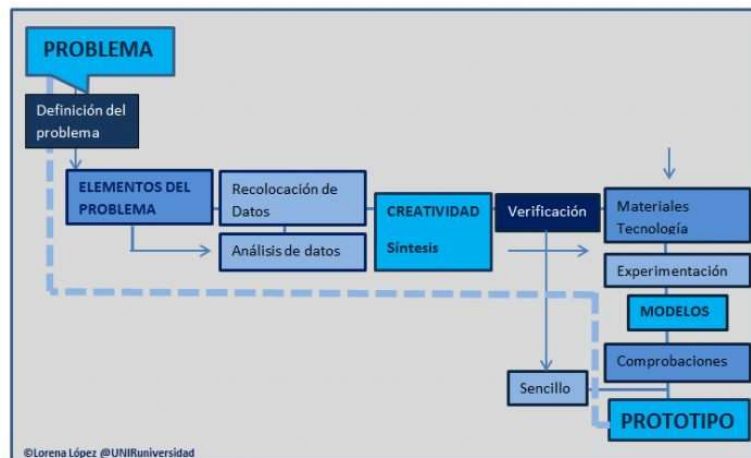 PROBLEMA
Definición del
problema
ELEMENTOS DEL
PROBLEMA
Recolocación de
Datos
Análisis de datos
CREATIVIDAD
Síntesis
Verificación
Materiales
Tecnología
Experimentación
MODELOS
Comprobaciones
Sencillo
PROTOTIPO
©Lorena López @UNIRuniversidad